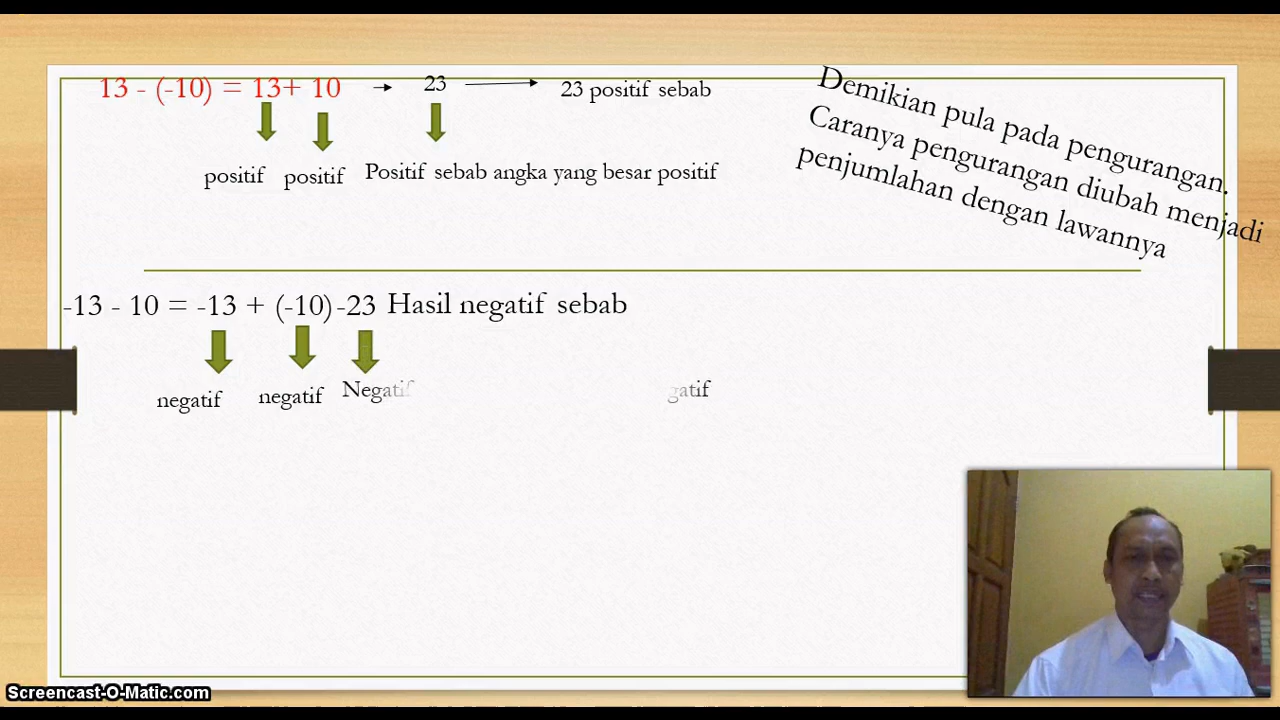 13 - (-10) = 13+ 10
23
23 positif sebab
positif
positif
Positif sebab angka yang besar positif
Demikian pula pada pengurangan.
Caranya pengurangan diubah menjadi
penjumlahan dengan lawannya
-13 - 10 = -13 + (-10) -23 Hasil negatif sebab
negatif
negatif
Negatif
gatif
Screencast-O-Matic.com